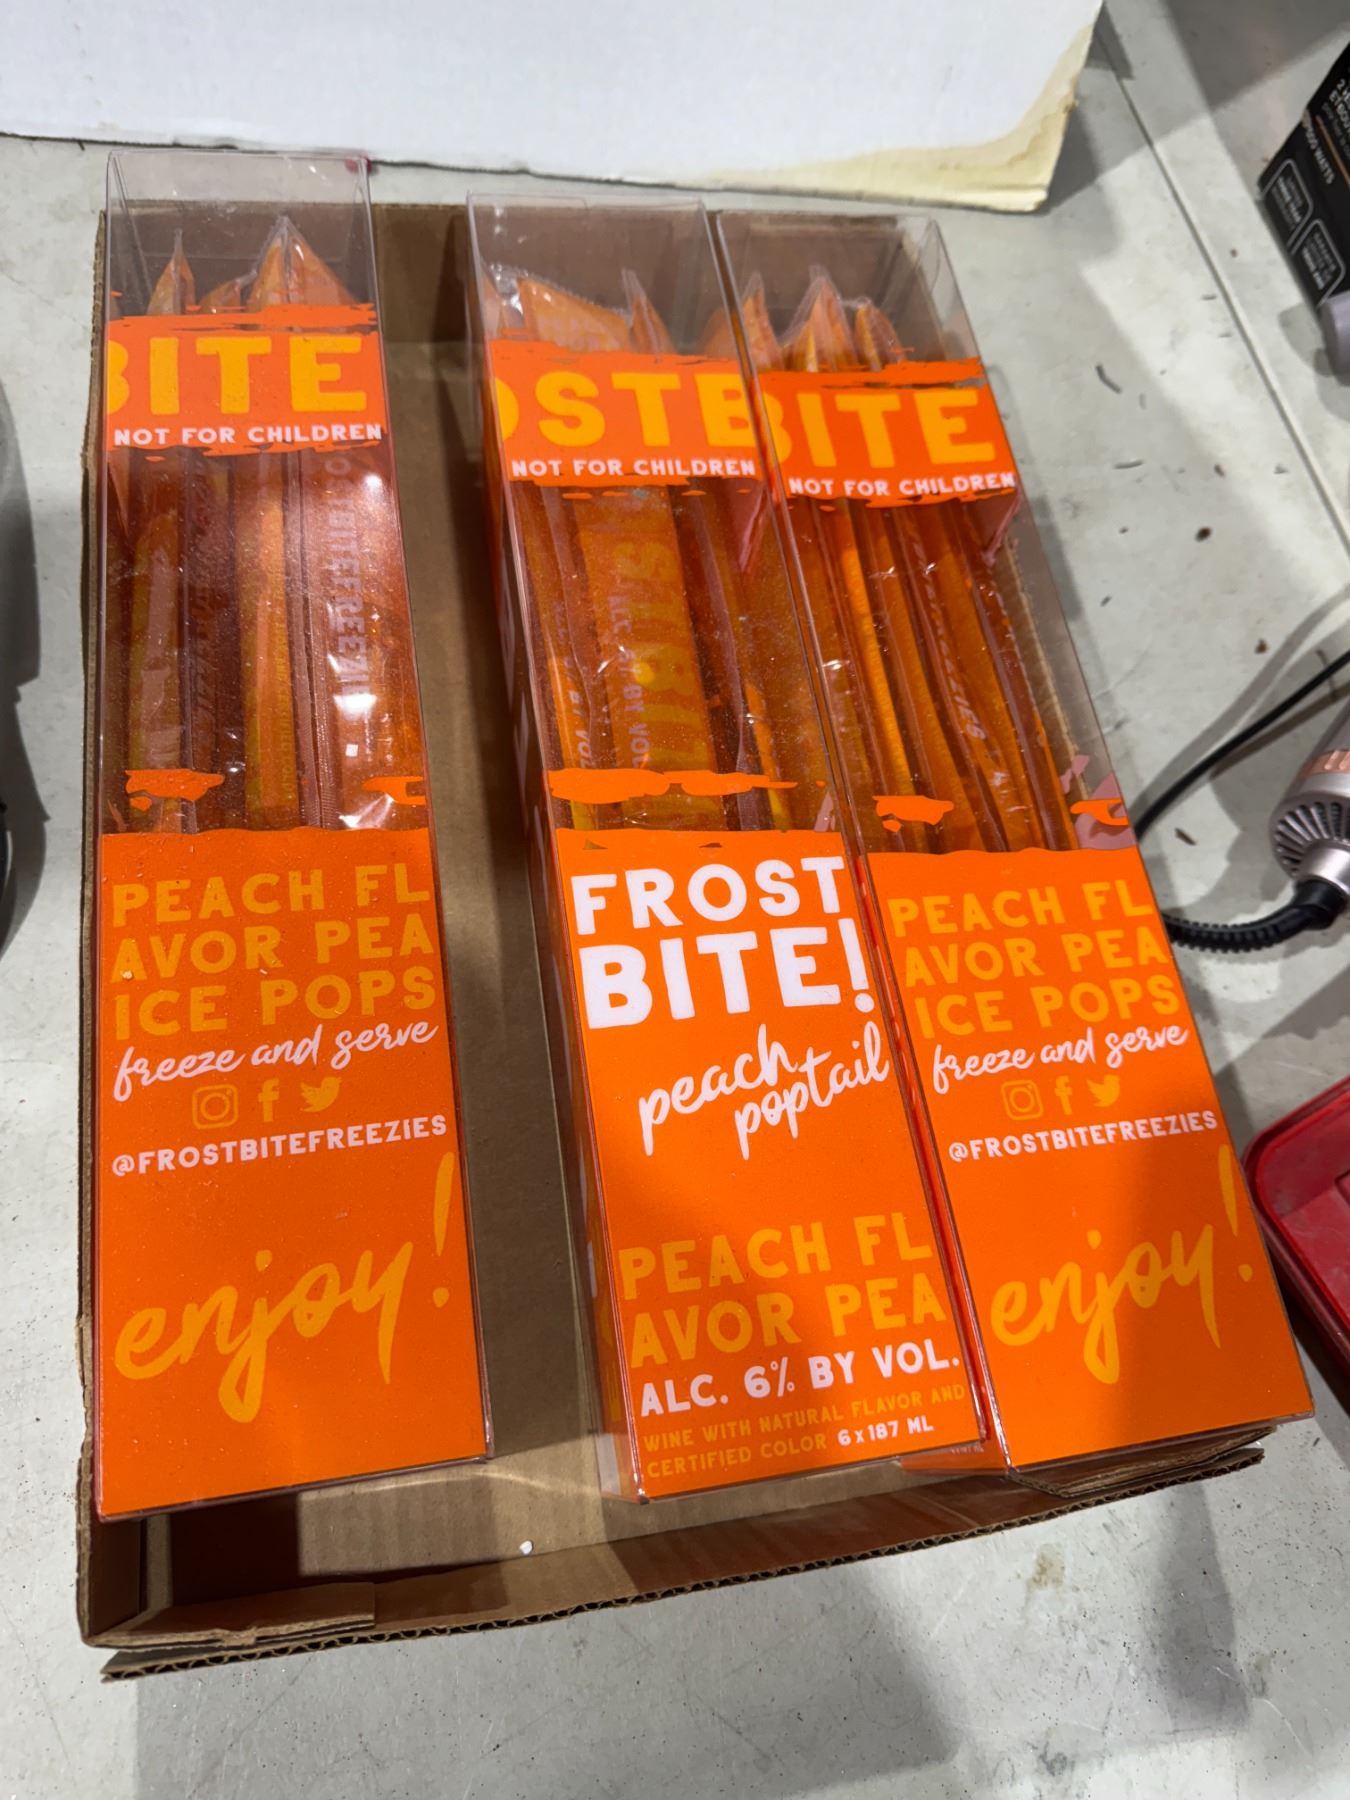 BITE
NOT FOR CHILDREN
PEACH FL
AVOR PEA
ICE POPS
freeze and serve
@FROSTBITEFREEZIES
enjoy!
OSTB
NOT FOR CHILDREN
FROST
BITE!
peach
poptail
PEACH FL
AVOR PEA
ALC. 6% BY VOL.
WINE WITH NATURAL FLAVOR AND
CERTIFIED COLOR 6x187 ML
BITE
NOT FOR CHILDREN
PEACH FL
AVOR PEA
ICE POPS
freeze and serve
@FROSTBITEFREEZIES
enjoy!
WATTS